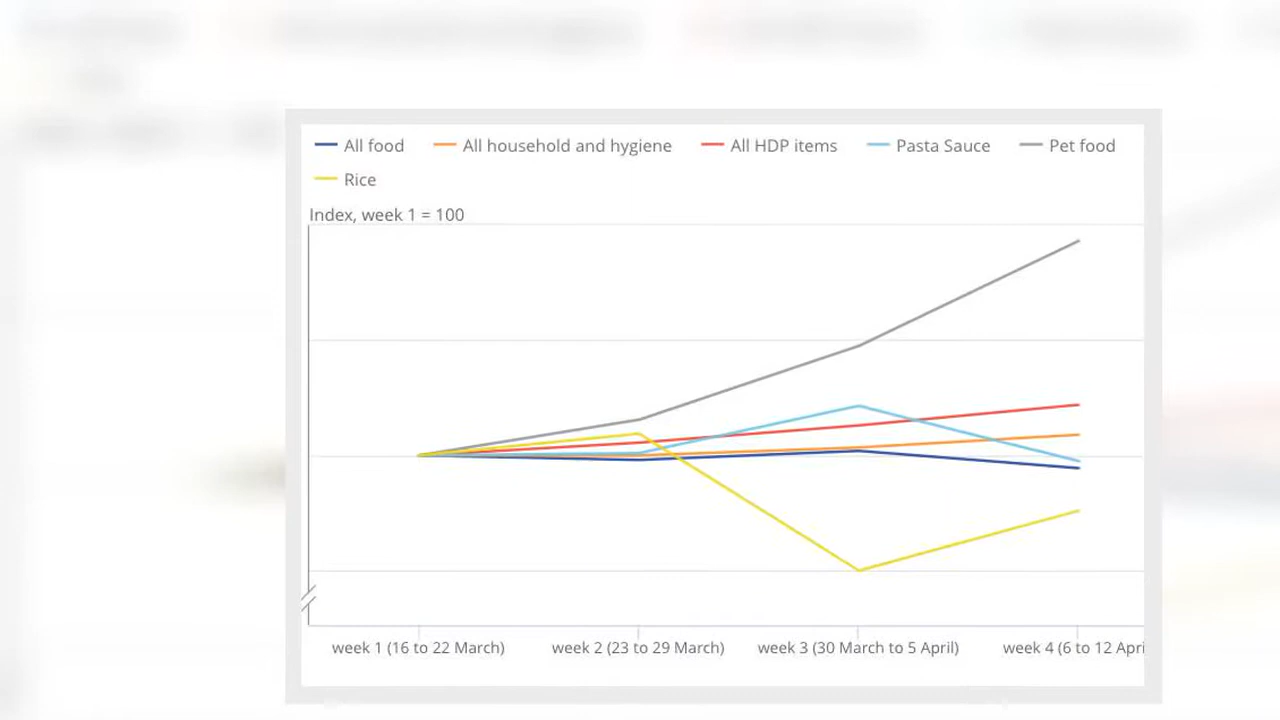 All food All household and hygiene All HDP items Pasta Sauce Pet food
Rice
Index, week 1 = 100
week 1 (16 to 22 March) week 2 (23 to 29 March) week 3 (30 March to 5 April) week 4 (6 to 12 Apri